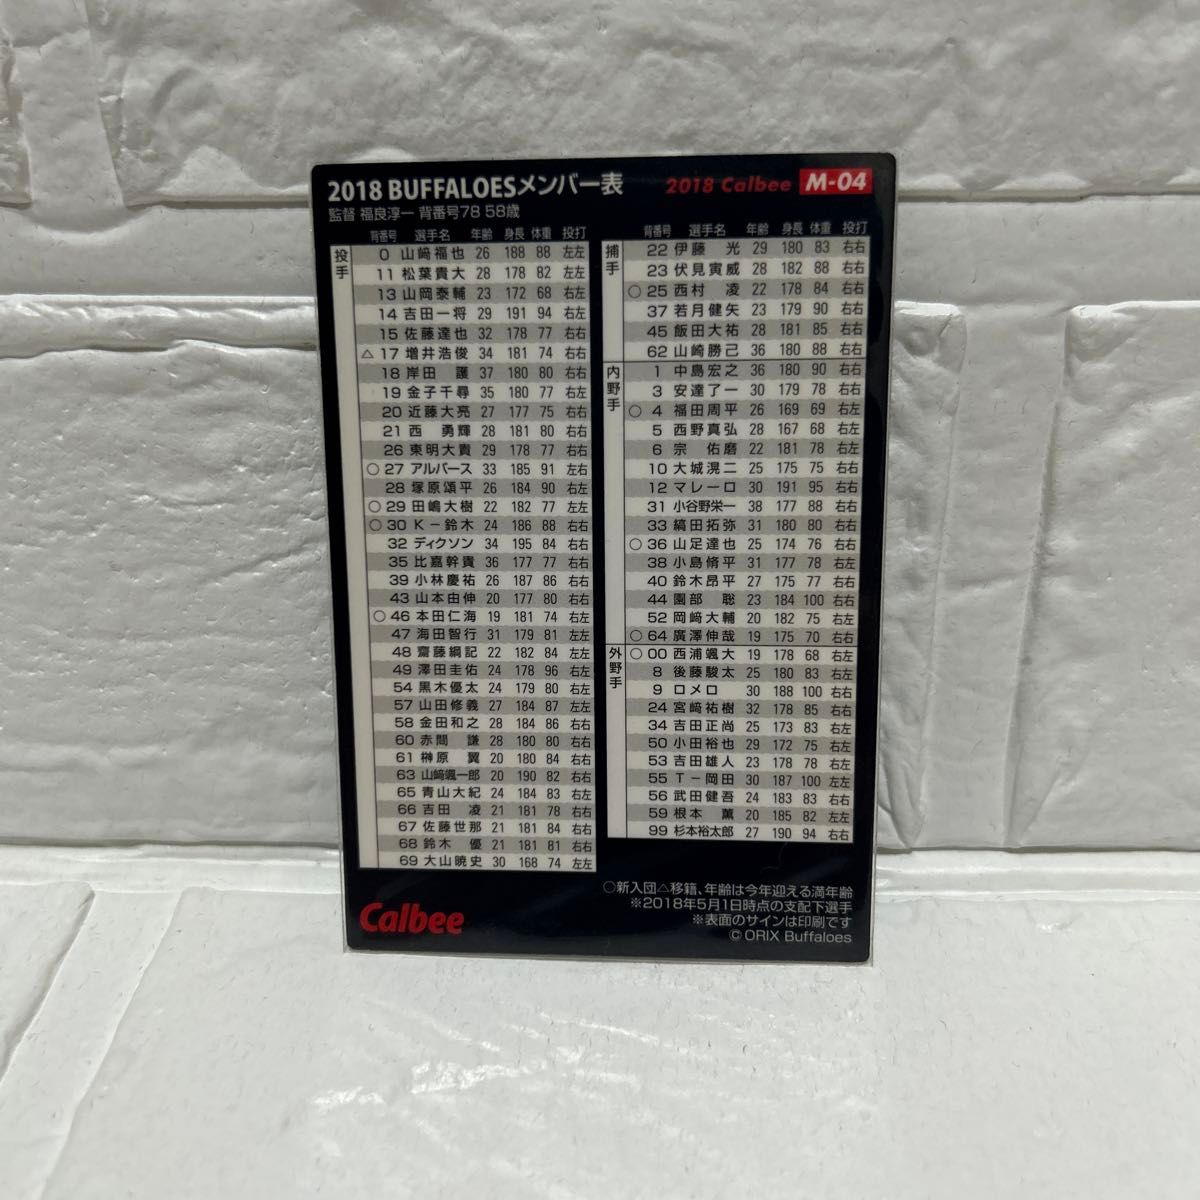 2018 BUFFALOESメンバー表
2018 Calbee M-04
監督 福良淳一 背番号78 58歳
背番号 選手名 年齢 身長 体重 投打
投手
0 山﨑福也 26 188 88 左左
11 松葉貴大 28 178 82 左左
13 山岡泰輔 23 172 68 右左
14 吉田一将 29 191 94 右左
15 佐藤達也 32 178 77 右右
△ 17 増井浩俊 34 181 74 右右
18 岸田 護 37 180 80 右右
19 金子千尋 35 180 77 右左
20 近藤大亮 27 177 75 右右
21 西 勇輝 28 181 80 右右
26 東明大貴 29 178 77 右右
○ 27 アルバース 33 185 91 左右
28 塚原頌平 26 184 90 右左
○ 29 田嶋大樹 22 182 77 左左
○ 30 K-鈴木 24 186 88 右右
32 ディクソン 34 195 84 右右
35 比嘉幹貴 36 177 77 右右
39 小林慶祐 26 187 86 右右
43 山本由伸 20 177 80 右右
○ 46 本田仁海 19 181 74 右左
47 海田智行 31 179 81 左左
48 齋藤綱記 22 182 84 左左
49 澤田圭佑 24 178 96 右左
54 黒木優太 24 179 80 右左
57 山田修義 27 184 87 左左
58 金田和之 28 184 86 右右
60 赤間 謙 28 180 80 右右
61 榊原 翼 20 180 84 右右
63 山﨑颯一郎 20 190 82 右右
65 青山大紀 24 184 83 右左
66 吉田 凌 21 181 78 右右
67 佐藤世那 21 181 84 右右
68 鈴木 優 21 181 81 右右
69 大山暁史 30 168 74 左左
背番号 選手名 年齢 身長 体重 投打
捕手
22 伊藤 光 29 180 83 右右
23 伏見寅威 28 182 88 右右
○ 25 西村 凌 22 178 84 右右
37 若月健矢 23 179 90 右右
45 飯田大祐 28 181 85 右右
62 山崎勝己 36 180 88 右右
内野手
1 中島宏之 36 180 90 右右
3 安達了一 30 179 78 右右
○ 4 福田周平 26 169 69 右左
5 西野真弘 28 167 68 右左
6 宗 佑磨 22 181 78 右左
10 大城滉二 25 175 75 右右
12 マレーロ 30 191 95 右右
31 小谷野栄一 38 177 88 右右
33 縞田拓弥 31 180 80 右右
○ 36 山足達也 25 174 76 右右
38 小島脩平 31 177 78 右左
40 鈴木昂平 27 175 77 右右
44 園部 聡 23 184 100 右右
52 岡﨑大輔 20 182 75 右左
○ 64 廣澤伸哉 19 175 70 右右
外野手
○ 00 西浦颯大 19 178 68 右左
8 後藤駿太 25 180 83 右左
9 ロメロ 30 188 100 右右
24 宮﨑祐樹 32 178 85 右右
34 吉田正尚 25 173 83 右左
50 小田裕也 29 172 75 右左
53 吉田雄人 23 178 78 右左
55 T-岡田 30 187 100 左左
56 武田健吾 24 183 83 右右
59 根本 薫 20 185 82 左左
99 杉本裕太郎 27 190 94 右右
○新入団△移籍、年齢は今年迎える満年齢
※2018年5月1日時点の支配下選手
※表面のサインは印刷です
© ORIX Buffaloes
Calbee